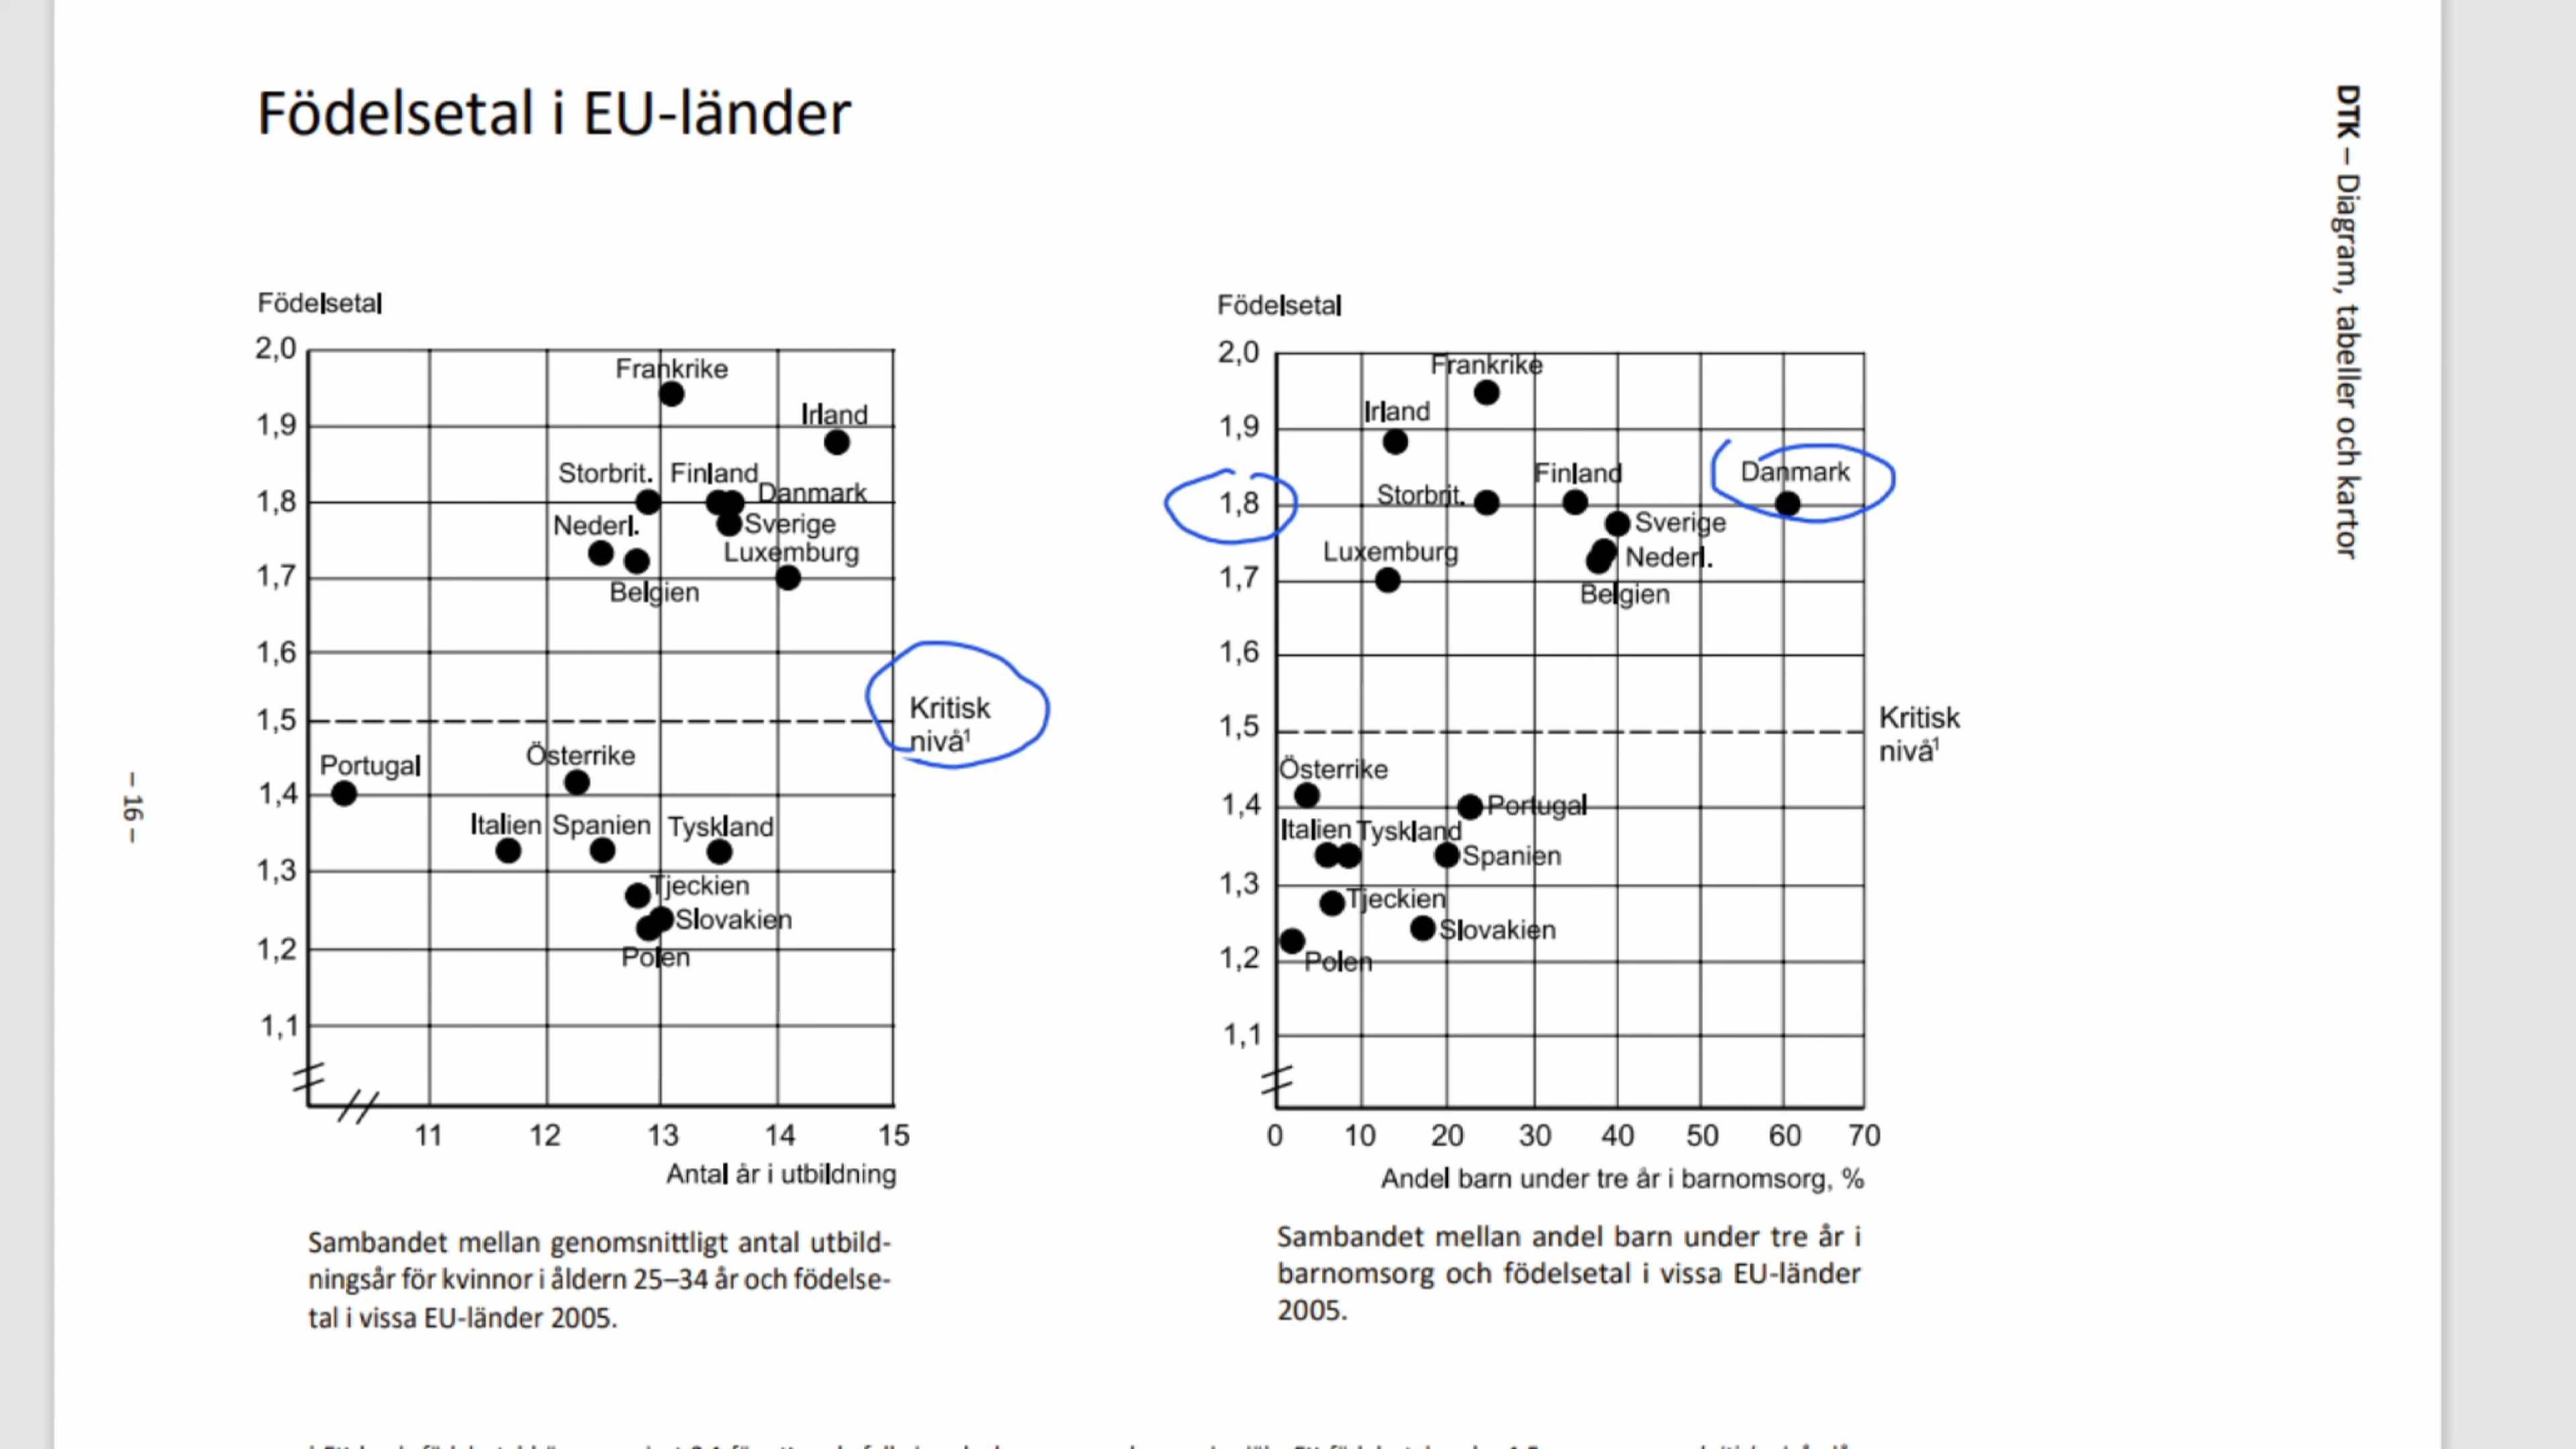 Födelsetal i EU-länder
DTK – Diagram, tabeller och kartor
– 16 –
Födelsetal
2,0
1,9
1,8
1,7
1,6
1,5
1,4
1,3
1,2
1,1
Frankrike
Irland
Storbrit. Finland
Danmark
Nederl. Sverige
Luxemburg
Belgien
Kritisk
nivå¹
Österrike
Portugal
Italien Spanien Tyskland
Tjeckien
Slovakien
Polen
11 12 13 14 15
Antal år i utbildning
Sambandet mellan genomsnittligt antal utbild-
ningsår för kvinnor i åldern 25–34 år och födelse-
tal i vissa EU-länder 2005.
Födelsetal
2,0
1,9
1,8
1,7
1,6
1,5
1,4
1,3
1,2
1,1
Frankrike
Irland
Finland Danmark
Storbrit.
Sverige
Luxemburg Nederl.
Belgien
Kritisk
nivå¹
Österrike
Portugal
Italien Tyskland
Spanien
Tjeckien
Slovakien
Polen
0 10 20 30 40 50 60 70
Andel barn under tre år i barnomsorg, %
Sambandet mellan andel barn under tre år i
barnomsorg och födelsetal i vissa EU-länder
2005.